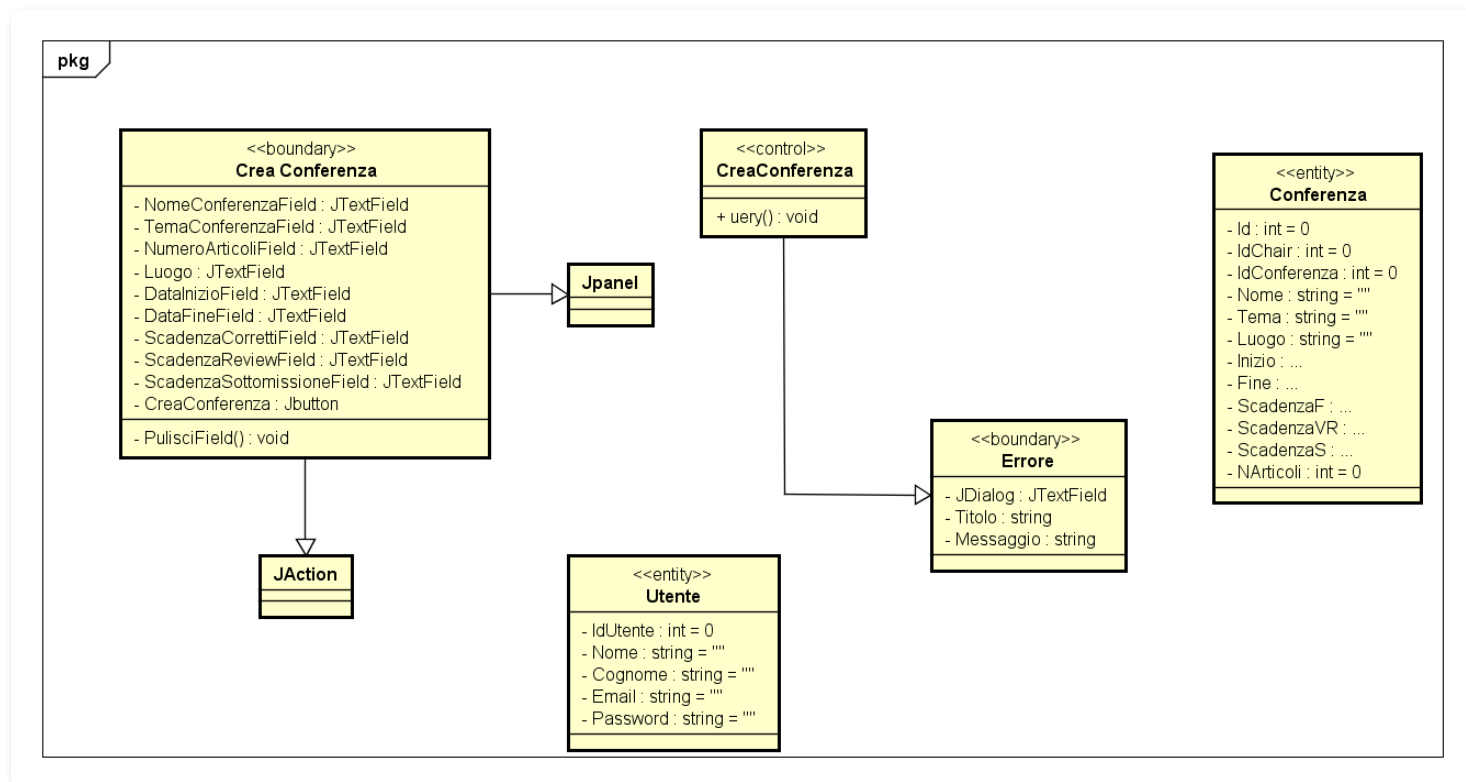 pkg
<<boundary>>
Crea Conferenza
- NomeConferenzaField : JTextField
- TemaConferenzaField : JTextField
- NumeroArticoliField : JTextField
- Luogo : JTextField
- DataInizioField : JTextField
- DataFineField : JTextField
- ScadenzaCorrettiField : JTextField
- ScadenzaReviewField : JTextField
- ScadenzaSottomissioneField : JTextField
- CreaConferenza : Jbutton
- PulisciField() : void
Jpanel
JAction
<<control>>
CreaConferenza
+ uery() : void
<<boundary>>
Errore
- JDialog : JTextField
- Titolo : string
- Messaggio : string
<<entity>>
Utente
- IdUtente : int = 0
- Nome : string = ""
- Cognome : string = ""
- Email : string = ""
- Password : string = ""
<<entity>>
Conferenza
- Id : int = 0
- IdChair : int = 0
- IdConferenza : int = 0
- Nome : string = ""
- Tema : string = ""
- Luogo : string = ""
- Inizio : ...
- Fine : ...
- ScadenzaF : ...
- ScadenzaVR : ...
- ScadenzaS : ...
- NArticoli : int = 0